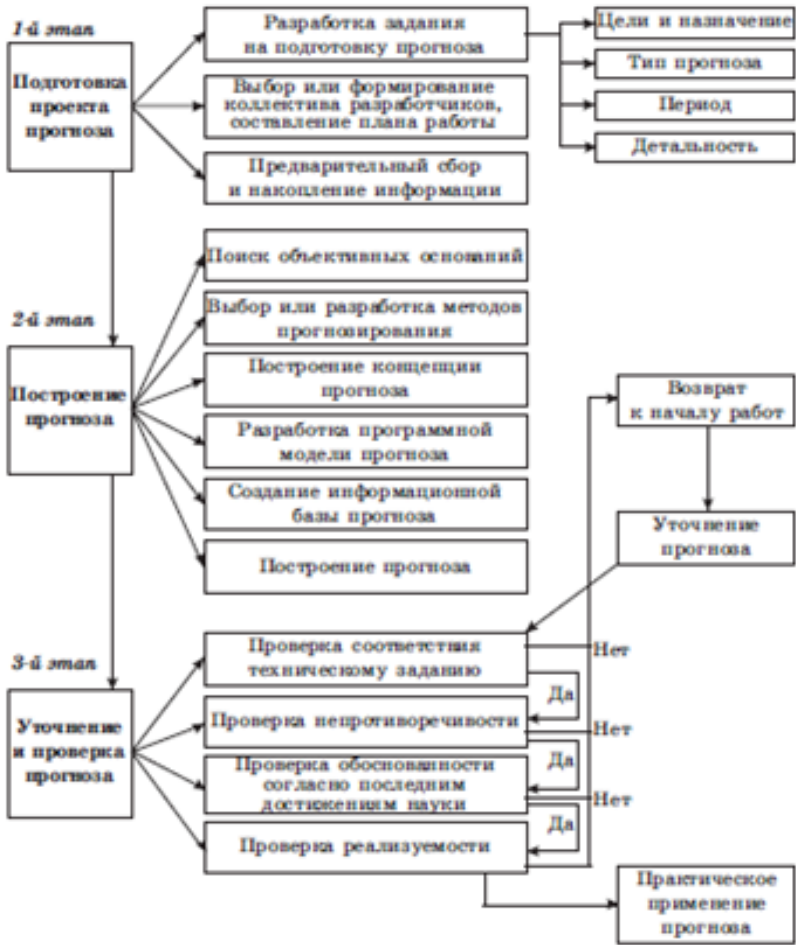 1-й этап
Подготовка
проекта
прогноза
Разработка задания
на подготовку прогноза
Выбор или формирование
коллектива разработчиков,
составление плана работы
Предварительный сбор
и накопление информации
Цели и назначение
Тип прогноза
Период
Детальность
2-й этап
Построение
прогноза
Поиск объективных оснований
Выбор или разработка методов
прогнозирования
Построение концепции
прогноза
Разработка программной
модели прогноза
Создание информационной
базы прогноза
Построение прогноза
Возврат
к началу работ
Уточнение
прогноза
3-й этап
Уточнение
и проверка
прогноза
Проверка соответствия
техническому заданию
Нет
Да
Проверка непротиворечивости
Нет
Да
Проверка обоснованности
согласно последним
достижениям науки
Нет
Да
Проверка реализуемости
Практическое
применение
прогноза